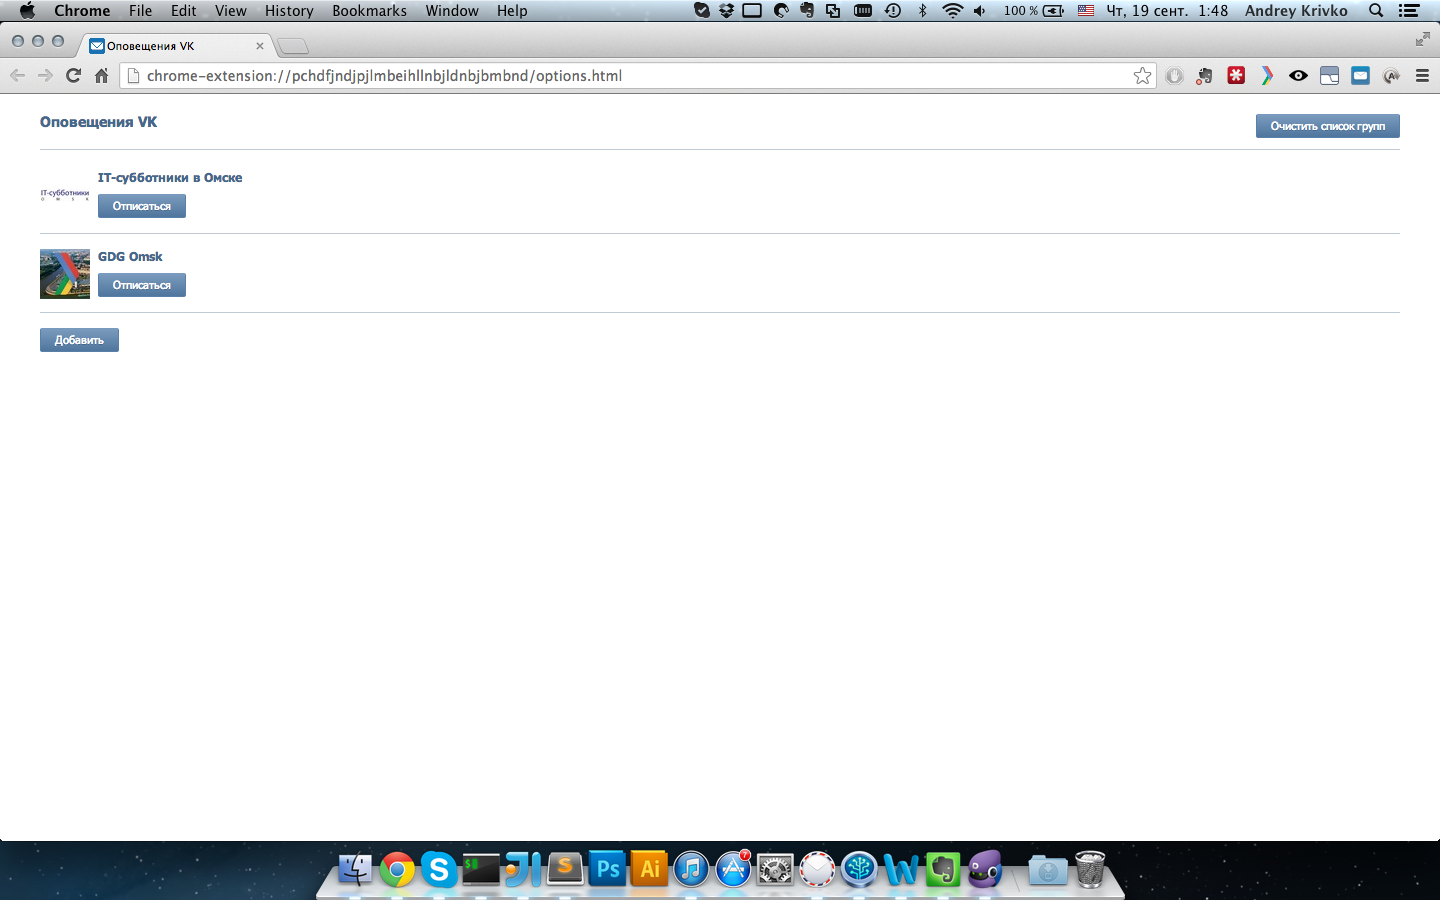 Chrome File Edit View History Bookmarks Window Help 100 % Чт, 19 сент. 1:48 Andrey Krivko
Оповещения VK
chrome-extension://pchdfjndjpjlmbeihllnbjldnbjbmbnd/options.html
Оповещения VK
Очистить список групп
IT-субботники
O M S K
IT-субботники в Омске
Отписаться
GDG Omsk
Отписаться
Добавить
S $ JI S Ps Ai 7 W